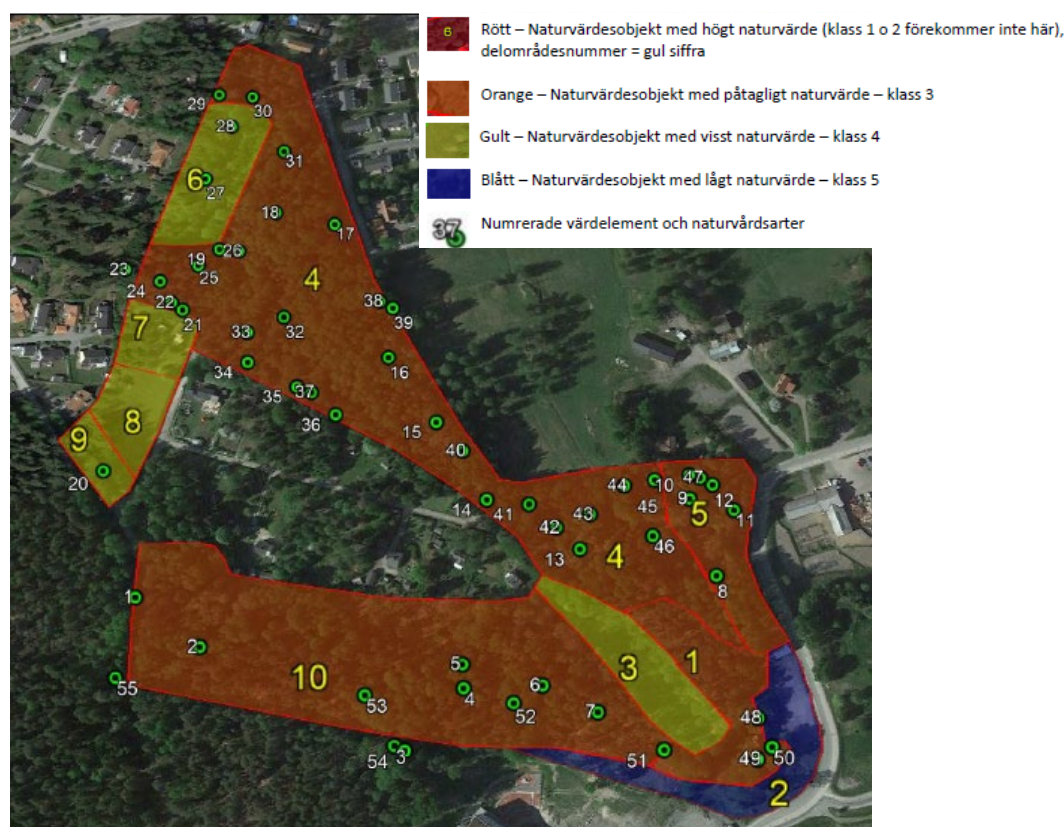 6 Rött – Naturvärdesobjekt med högt naturvärde (klass 1 o 2 förekommer inte här),
delområdesnummer = gul siffra
Orange – Naturvärdesobjekt med påtagligt naturvärde – klass 3
Gult – Naturvärdesobjekt med visst naturvärde – klass 4
Blått – Naturvärdesobjekt med lågt naturvärde – klass 5
37 Numrerade värdelement och naturvårdsarter
29 30
28
31
6 27
18
17
19 26
23 25
24 4
22 21
38 39
7 33 32
34 16
35 37
8 36
9 15
20 40
14 41
44 45 10 47
9 5 12 11
42 43
13 4 46
8
1
2
3 1
5
10 4 6
55 53 52 7
48
54 3 51 49 50
2